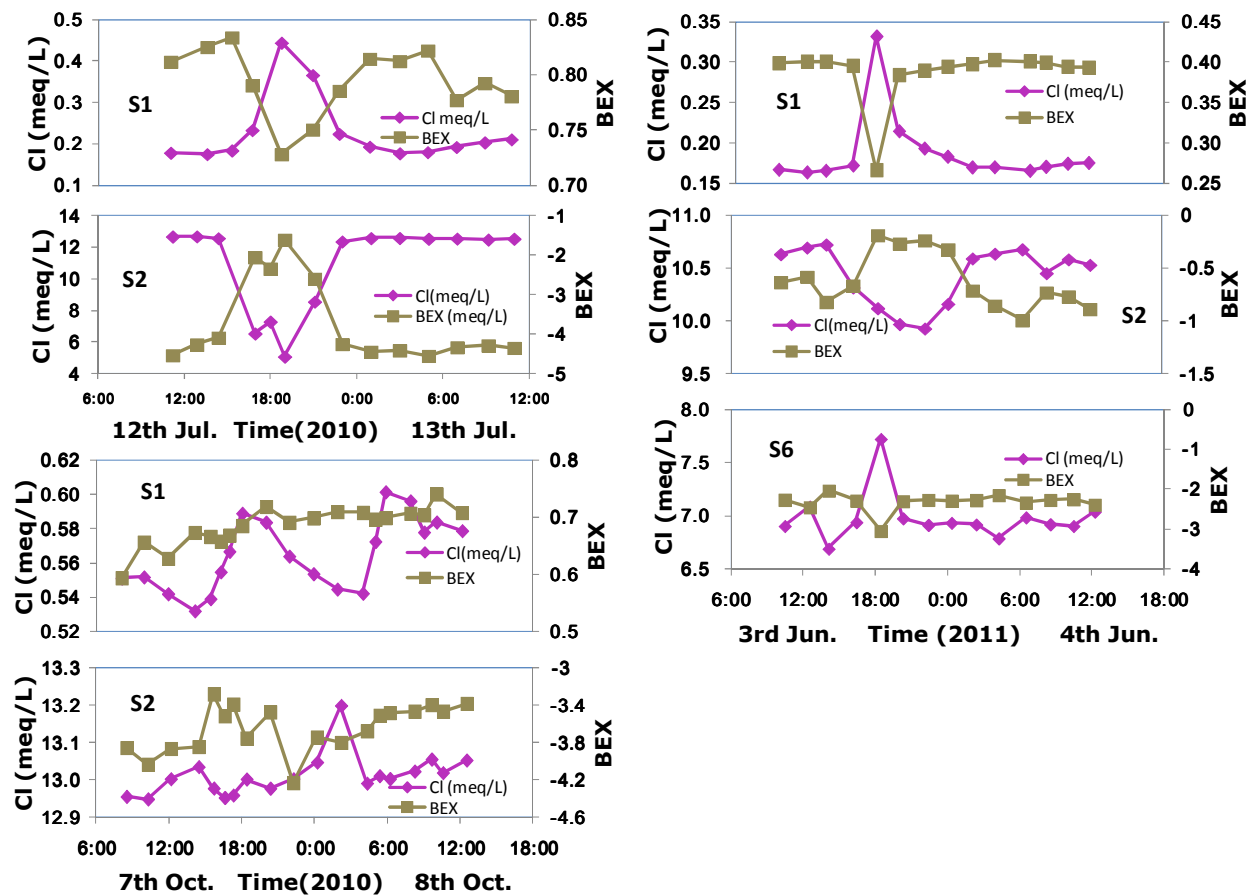 0.5
0.4
0.3
0.2
0.1
Cl (meq/L)
S1
Cl meq/L
BEX
0.85
0.80
0.75
0.70
BEX
14
12
10
8
6
4
Cl (meq/L)
S2
Cl(meq/L)
BEX (meq/L)
-1
-2
-3
-4
-5
BEX
6:00 12:00 18:00 0:00 6:00 12:00
12th Jul. Time(2010) 13th Jul.
0.62
0.60
0.58
0.56
0.54
0.52
Cl (meq/L)
S1
Cl(meq/L)
BEX
0.8
0.7
0.6
0.5
BEX
13.3
13.2
13.1
13.0
12.9
Cl (meq/L)
S2
Cl (meq/L)
BEX
-3
-3.4
-3.8
-4.2
-4.6
BEX
6:00 12:00 18:00 0:00 6:00 12:00 18:00
7th Oct. Time(2010) 8th Oct.
0.35
0.30
0.25
0.20
0.15
Cl (meq/L)
S1
Cl (meq/L)
BEX
0.45
0.40
0.35
0.30
0.25
BEX
11.0
10.5
10.0
9.5
Cl (meq/L)
S2
Cl(meq/L)
BEX
0
-0.5
-1
-1.5
BEX
8.0
7.5
7.0
6.5
Cl (meq/L)
S6
Cl (meq/L)
BEX
0
-1
-2
-3
-4
BEX
6:00 12:00 18:00 0:00 6:00 12:00 18:00
3rd Jun. Time (2011) 4th Jun.